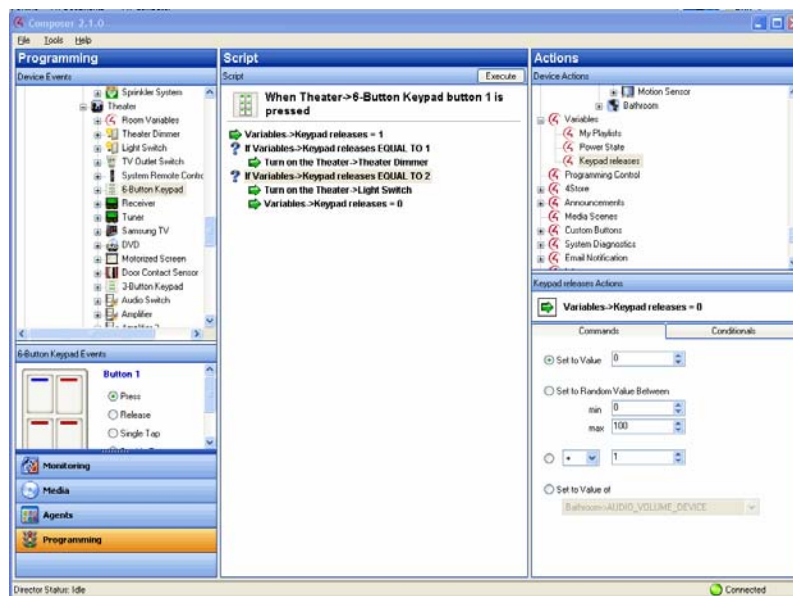 Composer 2.1.0
File Tools Help
Programming
Device Events
Sprinkler System
Theater
Room Variables
Theater Dimmer
Light Switch
TV Outlet Switch
System Remote Contro
6-Button Keypad
Receiver
Tuner
Samsung TV
DVD
Motorized Screen
Door Contact Sensor
3-Button Keypad
Audio Switch
Amplifier
6-Button Keypad Events
Button 1
Press
Release
Single Tap
Monitoring
Media
Agents
Programming
Script
Script Execute
When Theater->6-Button Keypad button 1 is
pressed
Variables->Keypad releases = 1
If Variables->Keypad releases EQUAL TO 1
Turn on the Theater->Theater Dimmer
If Variables->Keypad releases EQUAL TO 2
Turn on the Theater->Light Switch
Variables->Keypad releases = 0
Actions
Device Actions
Motion Sensor
Bathroom
Variables
My Playlists
Power State
Keypad releases
Programming Control
4Store
Announcements
Media Scenes
Custom Buttons
System Diagnostics
Email Notification
Keypad releases Actions
Variables->Keypad releases = 0
Commands Conditionals
Set to Value 0
Set to Random Value Between
min 0
max 100
+ 1
Set to Value of
Bathroom->AUDIO_VOLUME_DEVICE
Director Status: Idle
Connected